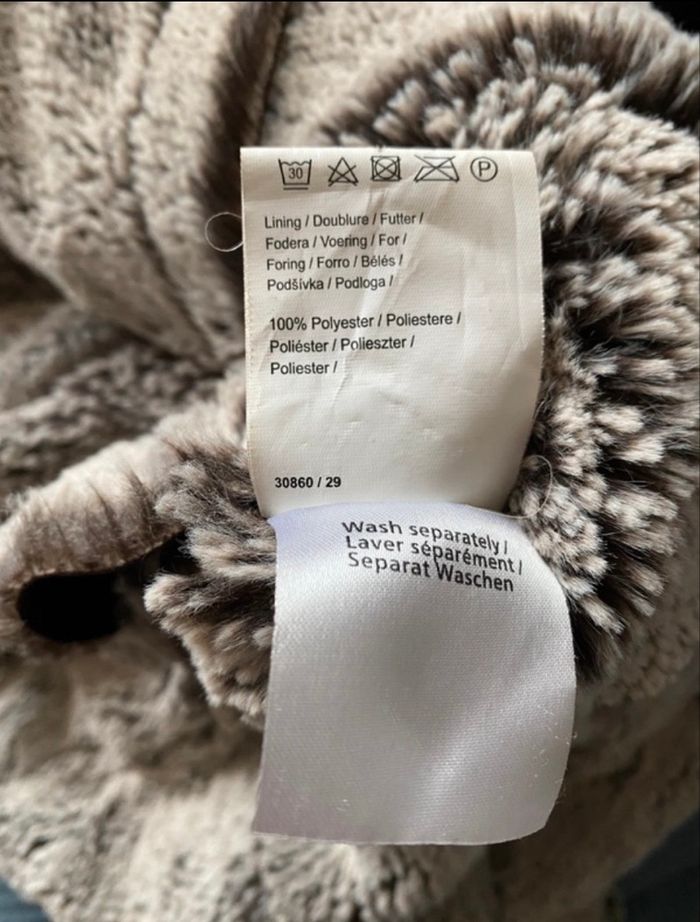 30 P
Lining / Doublure / Futter /
Fodera / Voering / For /
Foring / Forro / Bélés /
Podšívka / Podloga /
100% Polyester / Poliestere /
Poliéster / Polieszter /
Poliester /
30860 / 29
Wash separately /
Laver séparément /
Separat Waschen